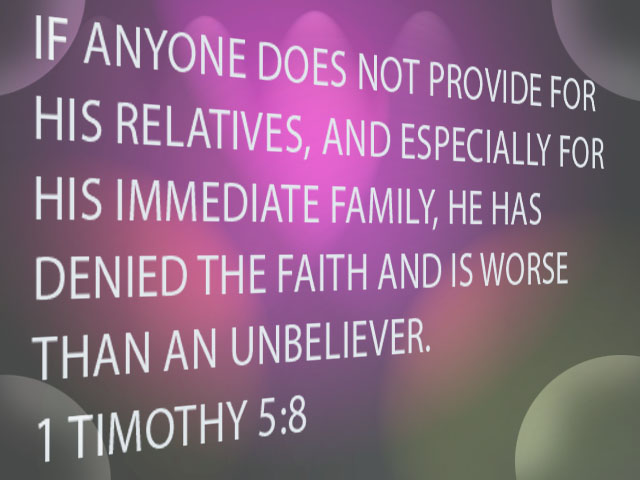 IF ANYONE DOES NOT PROVIDE FOR
HIS RELATIVES, AND ESPECIALLY FOR
HIS IMMEDIATE FAMILY, HE HAS
DENIED THE FAITH AND IS WORSE
THAN AN UNBELIEVER.
1 TIMOTHY 5:8